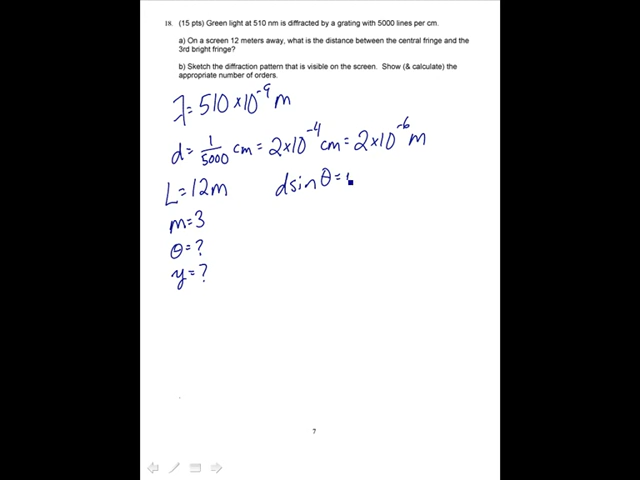 18. (15 pts) Green light at 510 nm is diffracted by a grating with 5000 lines per cm.
a) On a screen 12 meters away, what is the distance between the central fringe and the
3rd bright fringe?
b) Sketch the diffraction pattern that is visible on the screen. Show (& calculate) the
appropriate number of orders.
λ = 510 × 10⁻⁹ m
d = 1/5000 cm = 2×10⁻⁴ cm = 2×10⁻⁶ m
L = 12m d sin θ =
m = 3
θ = ?
y = ?
7